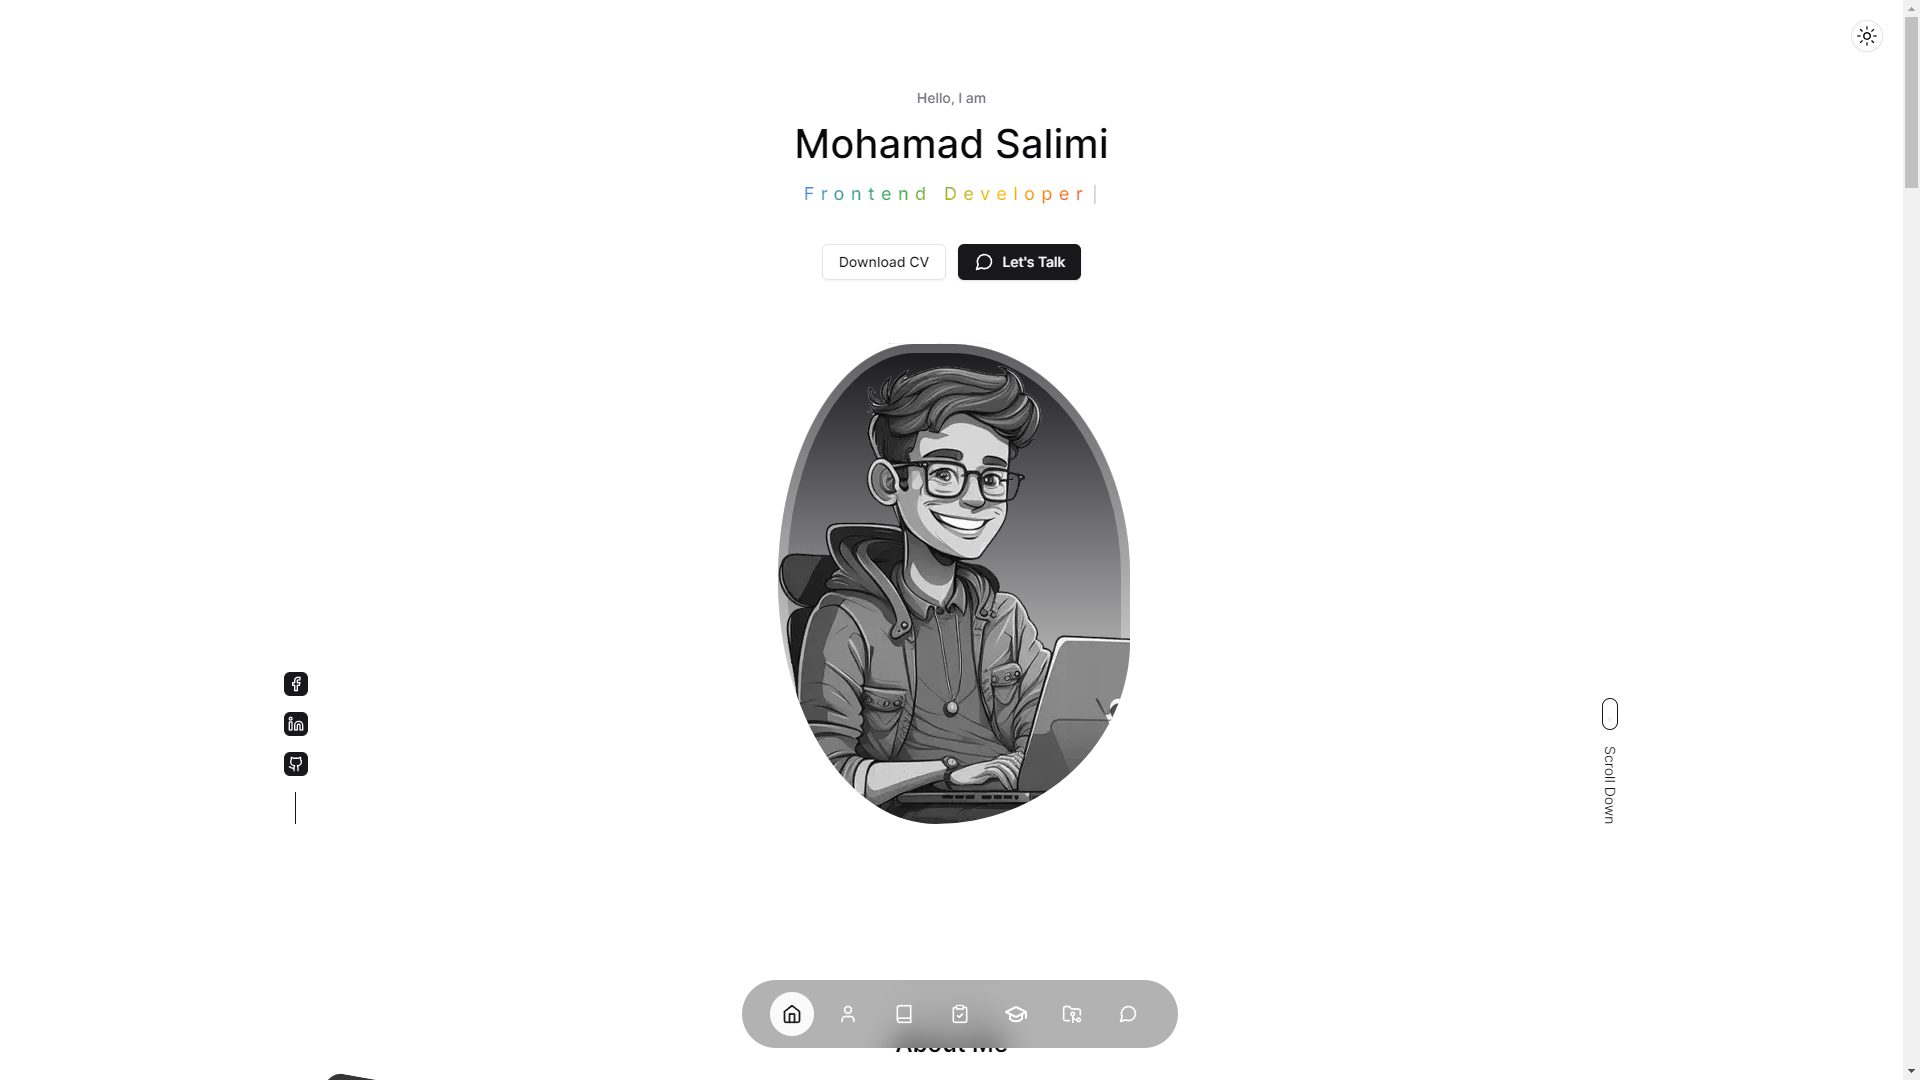 Hello, I am
Mohamad Salimi
Frontend Developer
Download CV
Let's Talk
Scroll Down
About Me